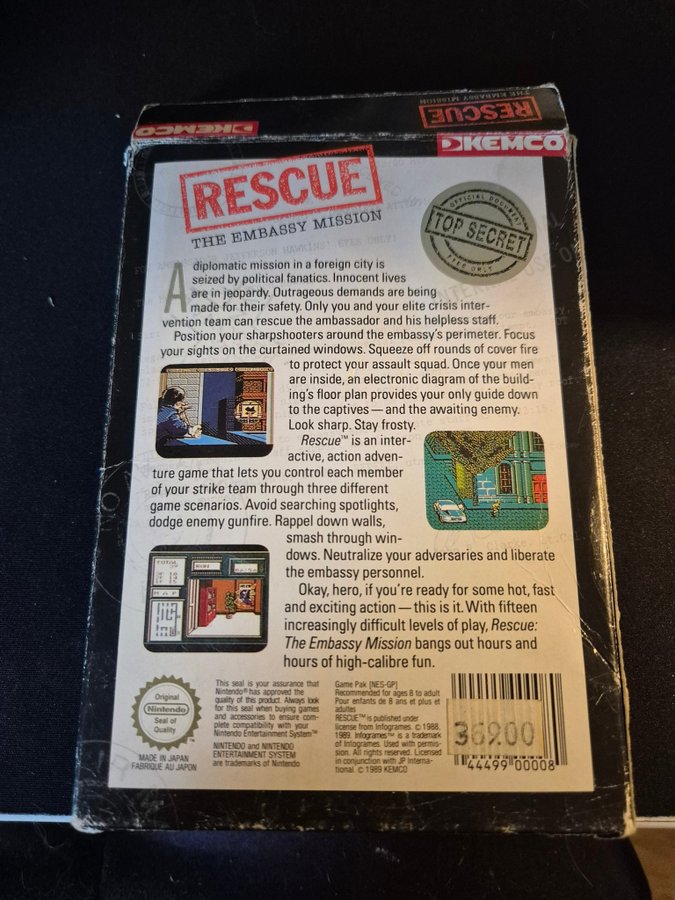 RESCUE
THE EMBASSY MISSION
KEMCO
KEMCO
RESCUE
THE EMBASSY MISSION
OFFICIAL DOCUMENT
TOP SECRET
EYES ONLY
A diplomatic mission in a foreign city is
seized by political fanatics. Innocent lives
are in jeopardy. Outrageous demands are being
made for their safety. Only you and your elite crisis inter-
vention team can rescue the ambassador and his helpless staff.
Position your sharpshooters around the embassy's perimeter. Focus
your sights on the curtained windows. Squeeze off rounds of cover fire
to protect your assault squad. Once your men
are inside, an electronic diagram of the build-
ing's floor plan provides your only guide down
to the captives — and the awaiting enemy.
Look sharp. Stay frosty.
Rescue™ is an inter-
active, action adven-
ture game that lets you control each member
of your strike team through three different
game scenarios. Avoid searching spotlights,
dodge enemy gunfire. Rappel down walls,
smash through win-
dows. Neutralize your adversaries and liberate
the embassy personnel.
Okay, hero, if you're ready for some hot, fast
and exciting action — this is it. With fifteen
increasingly difficult levels of play, Rescue:
The Embassy Mission bangs out hours and
hours of high-calibre fun.
TOTAL
MAP
Original
Nintendo
Seal of
Quality
TM
MADE IN JAPAN
FABRIQUE AU JAPON
This seal is your assurance that
Nintendo® has approved the
quality of this product. Always look
for this seal when buying games
and accessories to ensure com-
plete compatibility with your
Nintendo Entertainment System™
NINTENDO and NINTENDO
ENTERTAINMENT SYSTEM
are trademarks of Nintendo
Game Pak [NES-GP]
Recommended for ages 8 to adult
Pour enfants de 8 ans et plus et
adultes
RESCUE™ is published under
license from Infogrames © 1988,
1989. Infogrames™ is a trademark
of Infogrames. Used with permis-
sion. All rights reserved. Licensed
in conjunction with JP Interna-
tional. © 1989 KEMCO
369.00
44499 00008